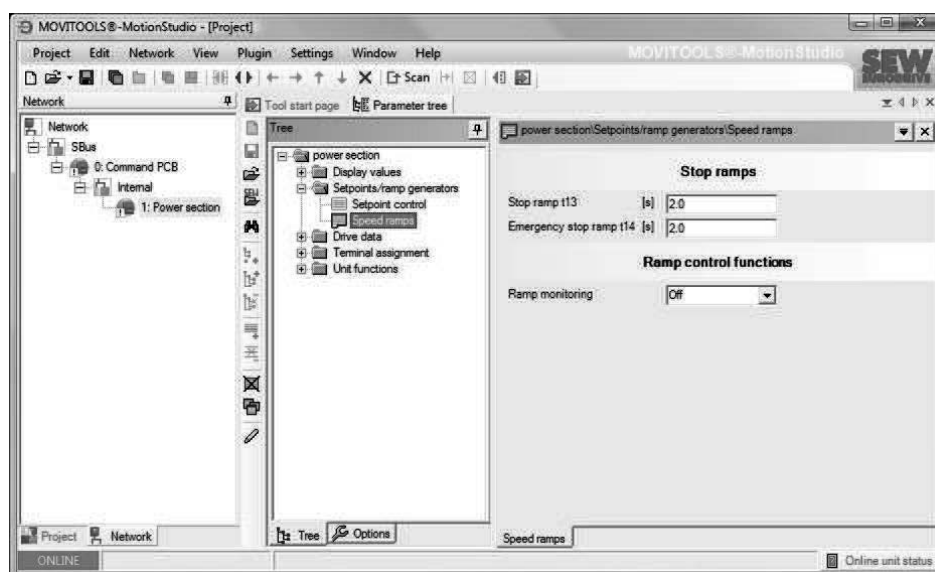 MOVITOOLS®-MotionStudio - [Project]
Project Edit Network View Plugin Settings Window Help
MOVITOOLS®-MotionStudio
SEW
EURODRIVE
Scan
Network
Tool start page
Parameter tree
Network
SBus
0: Command PCB
Internal
1: Power section
Tree
power section
Display values
Setpoints/ramp generators
Setpoint control
Speed ramps
Drive data
Terminal assignment
Unit functions
power section\Setpoints/ramp generators\Speed ramps
Stop ramps
Stop ramp t13 [s] 2.0
Emergency stop ramp t14 [s] 2.0
Ramp control functions
Ramp monitoring Off
Project
Network
Tree
Options
Speed ramps
ONLINE
Online unit status